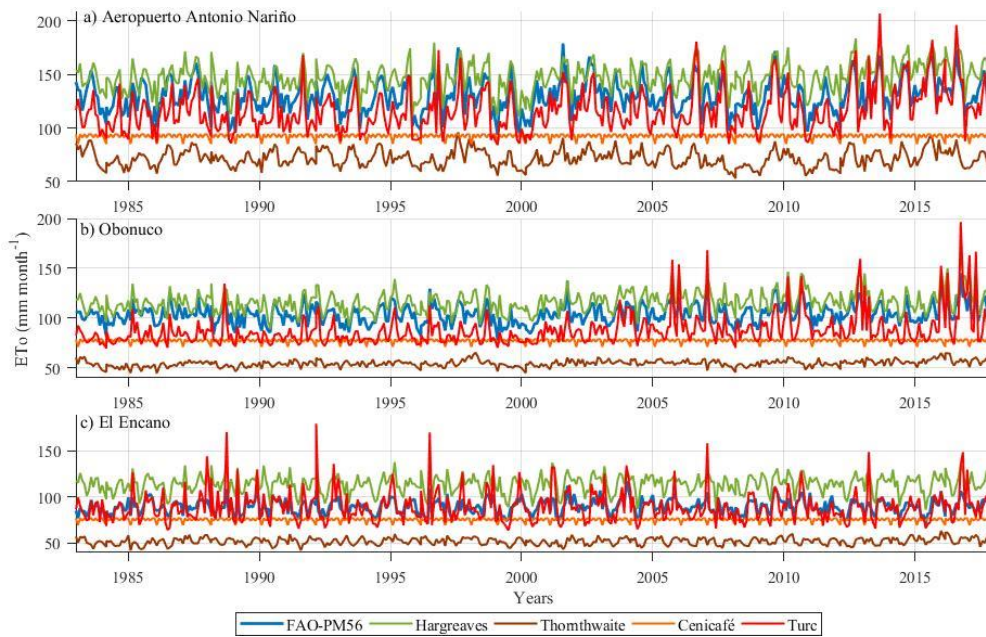 a) Aeropuerto Antonio Nariño
200
150
100
50
1985 1990 1995 2000 2005 2010 2015
b) Obonuco
200
150
100
50
1985 1990 1995 2000 2005 2010 2015
ETo (mm month-1)
c) El Encano
150
100
50
1985 1990 1995 2000 2005 2010 2015
Years
FAO-PM56 Hargreaves Thornthwaite Cenicafé Turc